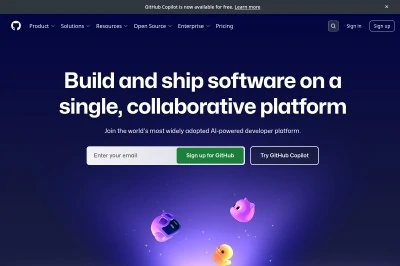 GitHub Copilot is now available for free. Learn more
Product Solutions Resources Open Source Enterprise Pricing Sign in Sign up
Build and ship software on a
single, collaborative platform
Join the world's most widely adopted AI-powered developer platform.
Enter your email Sign up for GitHub Try GitHub Copilot